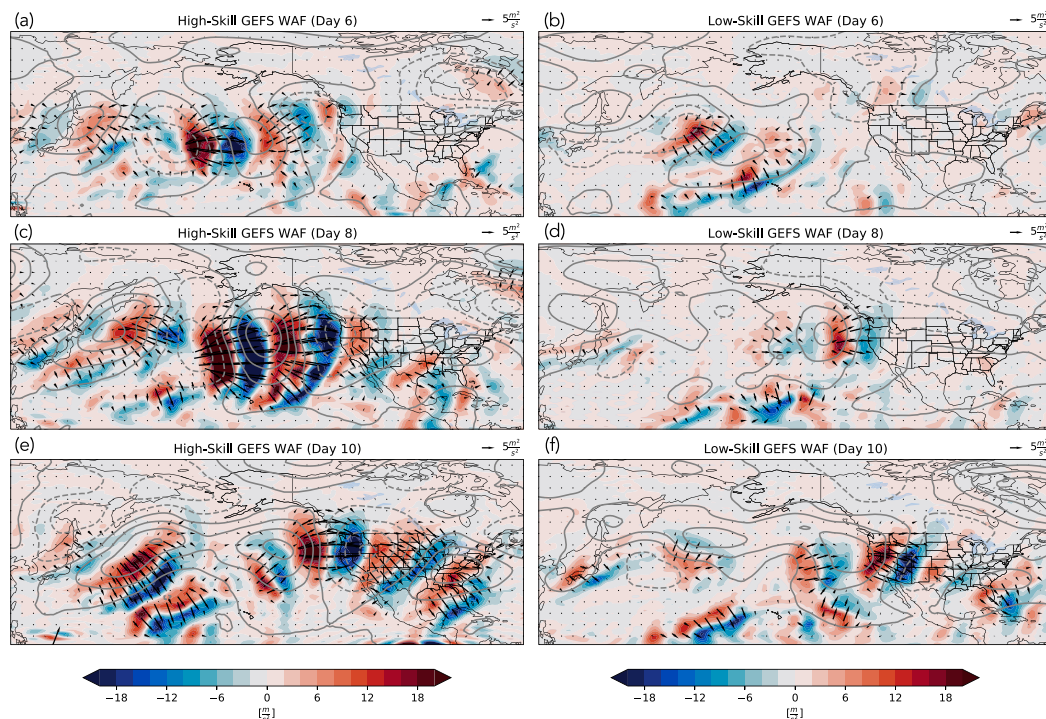 (a) High-Skill GEFS WAF (Day 6) 5 m²/s²
(b) Low-Skill GEFS WAF (Day 6) 5 m²/s²
(c) High-Skill GEFS WAF (Day 8) 5 m²/s²
(d) Low-Skill GEFS WAF (Day 8) 5 m²/s²
(e) High-Skill GEFS WAF (Day 10) 5 m²/s²
(f) Low-Skill GEFS WAF (Day 10) 5 m²/s²
−18 −12 −6 0 6 12 18
−18 −12 −6 0 6 12 18